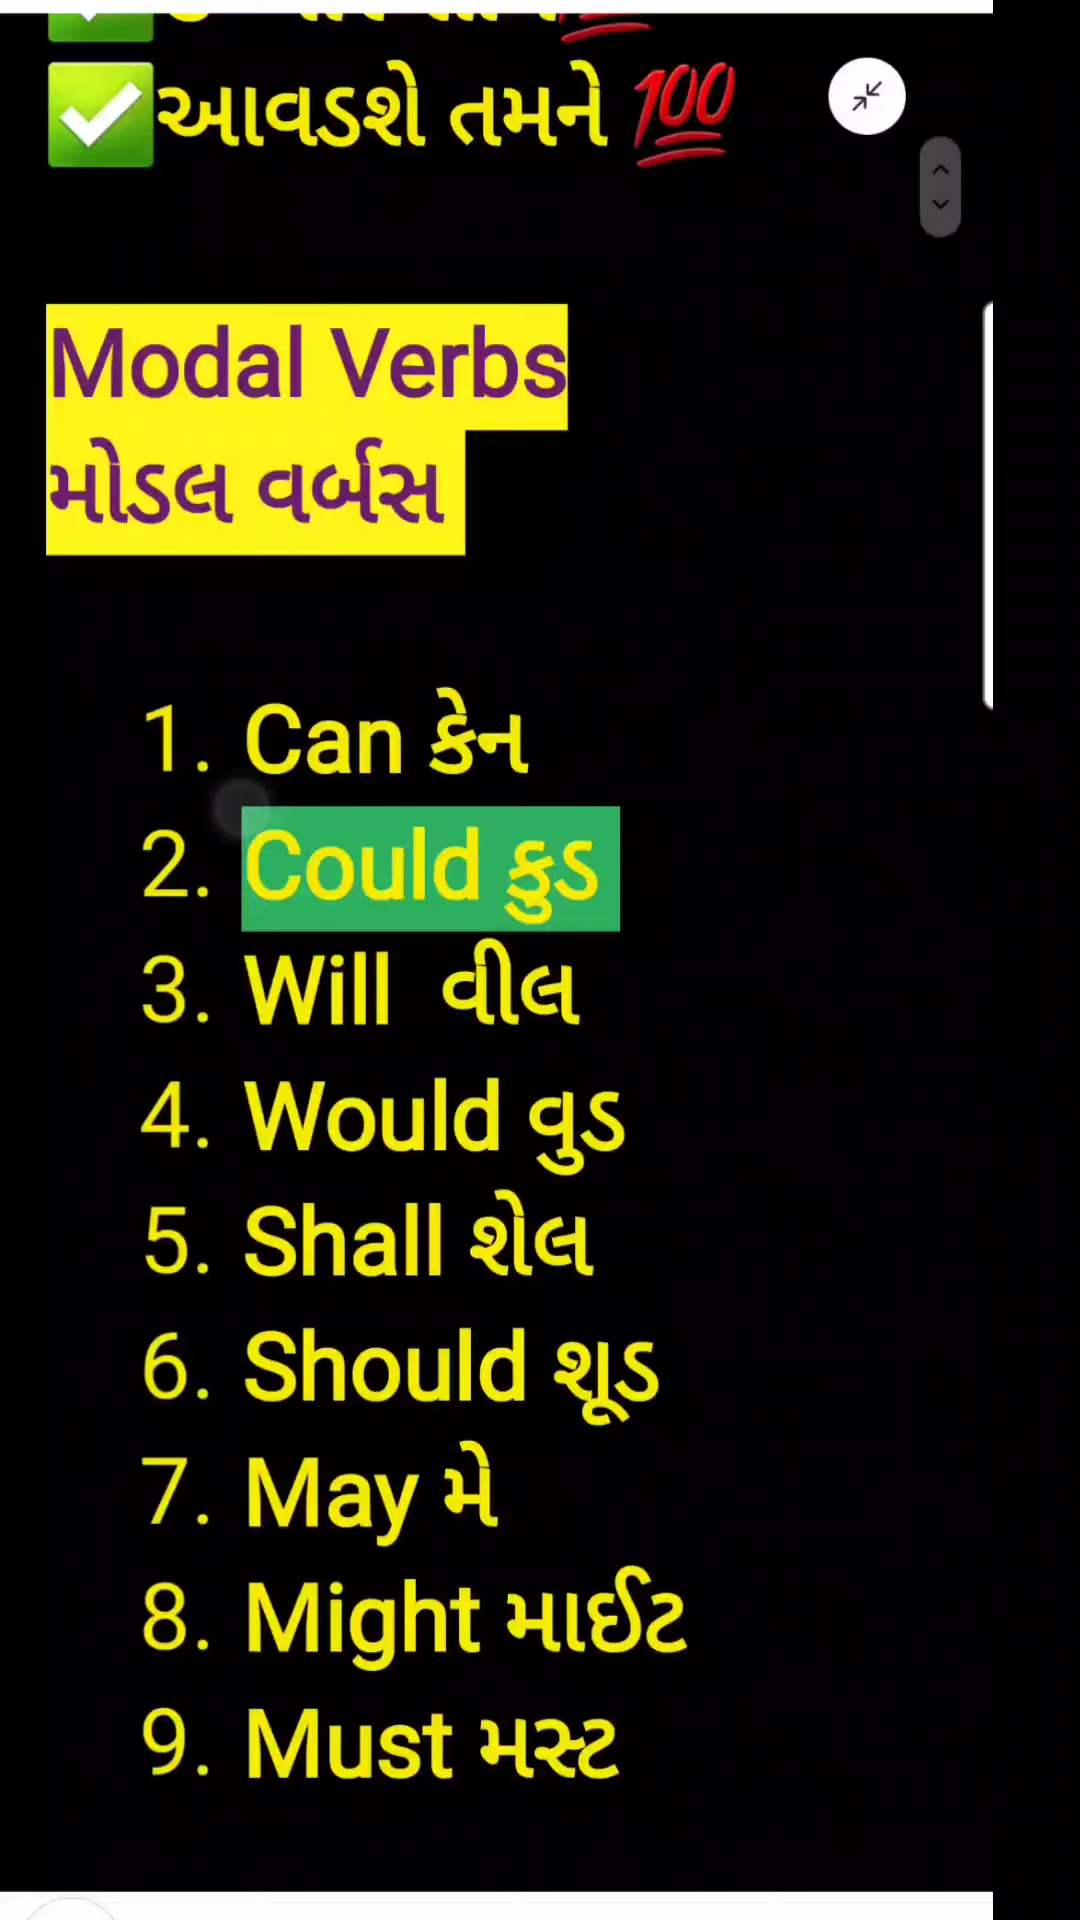 ✅આવડશે તમને 💯
Modal Verbs
મોડલ વર્બસ
1. Can કેન
2. Could કુડ
3. Will વીલ
4. Would વુડ
5. Shall શેલ
6. Should શૂડ
7. May મે
8. Might માઈટ
9. Must મસ્ટ